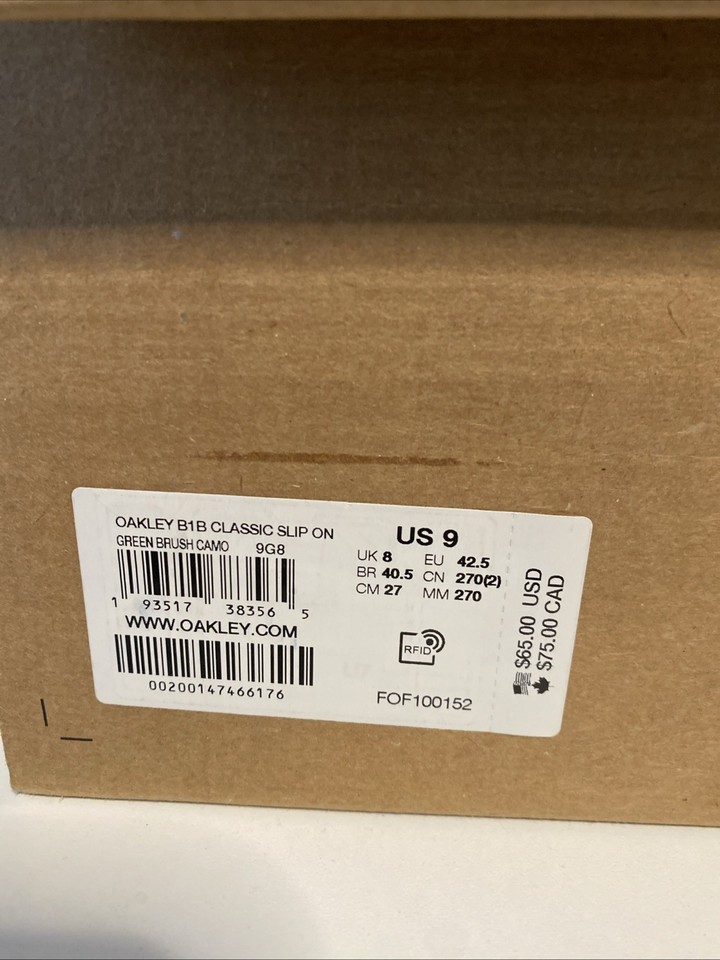 OAKLEY B1B CLASSIC SLIP ON
GREEN BRUSH CAMO 9G8
1 93517 38356 5
WWW.OAKLEY.COM
00200147466176
US 9
UK 8 EU 42.5
BR 40.5 CN 270(2)
CM 27 MM 270
RFID
FOF100152
$65.00 USD
$75.00 CAD